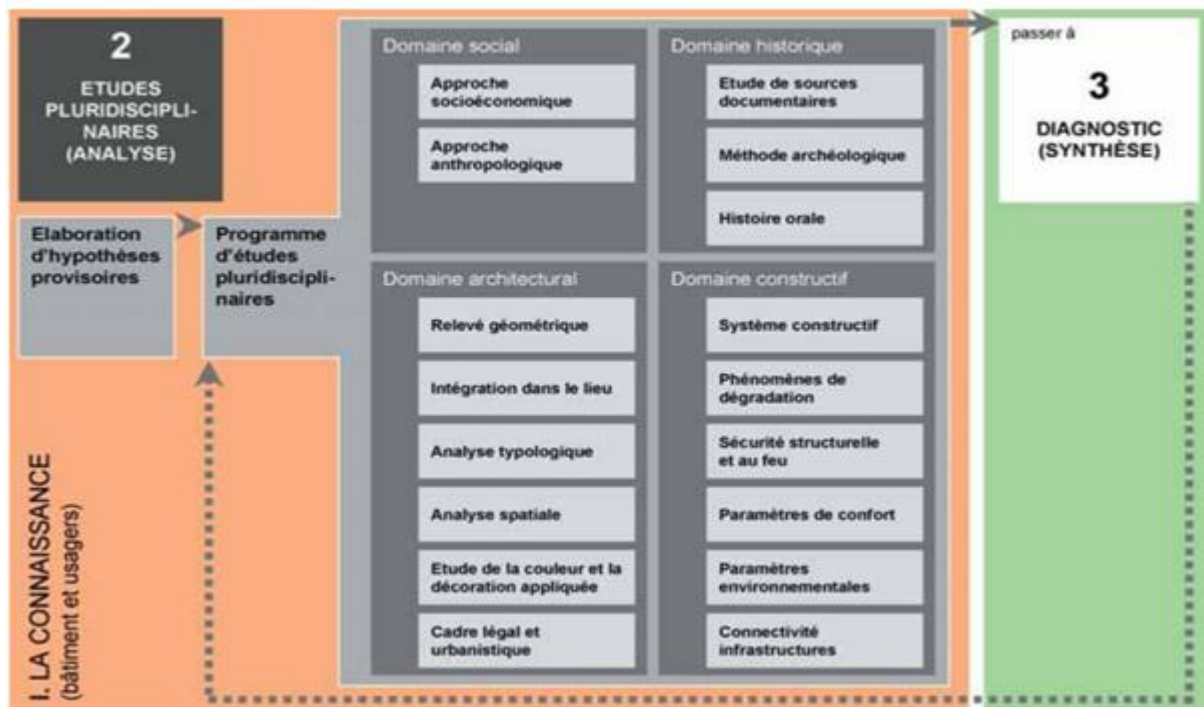 2
ETUDES
PLURIDISCIPLI-
NAIRES
(ANALYSE)
Elaboration
d'hypothèses
provisoires
Programme
d'études
pluridiscipli-
naires
Domaine social
Approche
socioéconomique
Approche
anthropologique
Domaine historique
Etude de sources
documentaires
Méthode archéologique
Histoire orale
Domaine architectural
Relevé géométrique
Intégration dans le lieu
Analyse typologique
Analyse spatiale
Etude de la couleur et la
décoration appliquée
Cadre légal et
urbanistique
Domaine constructif
Système constructif
Phénomènes de
dégradation
Sécurité structurelle
et au feu
Paramètres de confort
Paramètres
environnementales
Connectivité
infrastructures
passer à
3
DIAGNOSTIC
(SYNTHÈSE)
I. LA CONNAISSANCE
(bâtiment et usagers)